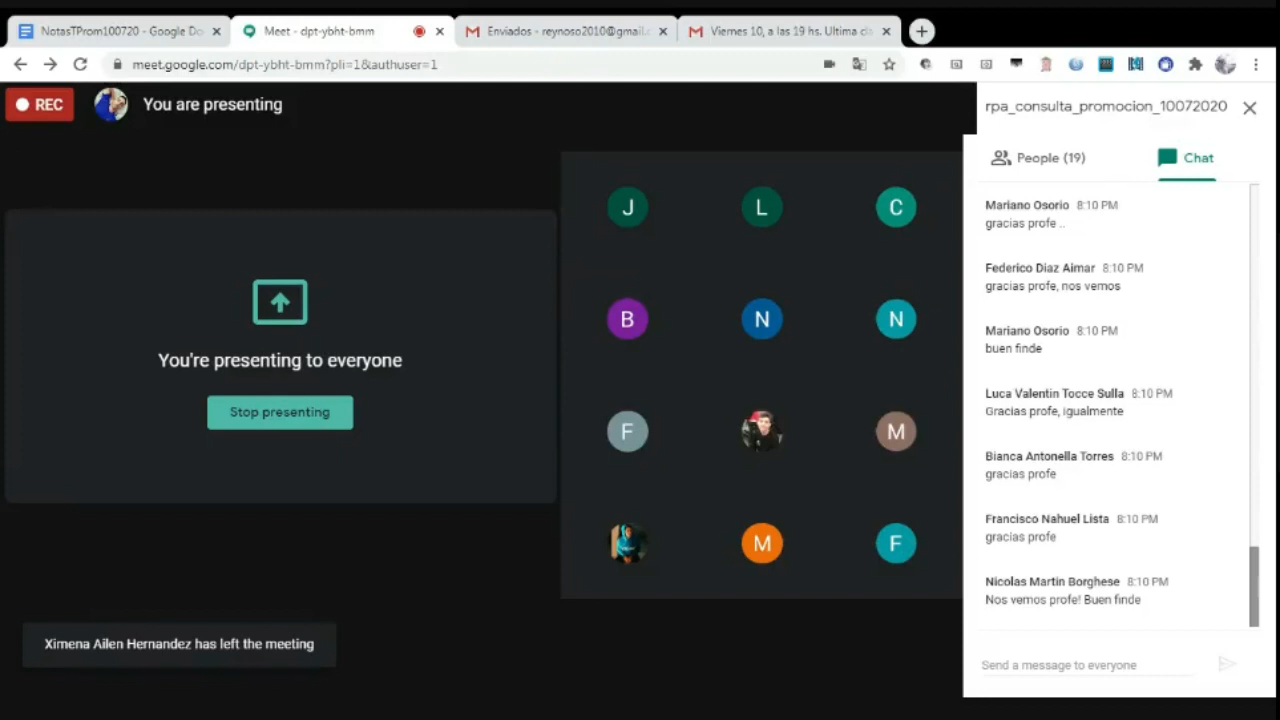 NotasTProm100720 - Google Do
Meet - dpt-ybht-bmm
Enviados - reynoso2010@gmail.
Viernes 10, a las 19 hs. Ultima
meet.google.com/dpt-ybht-bmm?pli=1&authuser=1
REC
You are presenting
rpa_consulta_promocion_10072020
People (19)
Chat
You're presenting to everyone
Stop presenting
J
L
C
B
N
N
F
M
M
F
Mariano Osorio 8:10 PM
gracias profe ..
Federico Diaz Aimar 8:10 PM
gracias profe, nos vemos
Mariano Osorio 8:10 PM
buen finde
Luca Valentin Tocce Sulla 8:10 PM
Gracias profe, igualmente
Bianca Antonella Torres 8:10 PM
gracias profe
Francisco Nahuel Lista 8:10 PM
gracias profe
Nicolas Martin Borghese 8:10 PM
Nos vemos profe! Buen finde
Ximena Ailen Hernandez has left the meeting
Send a message to everyone